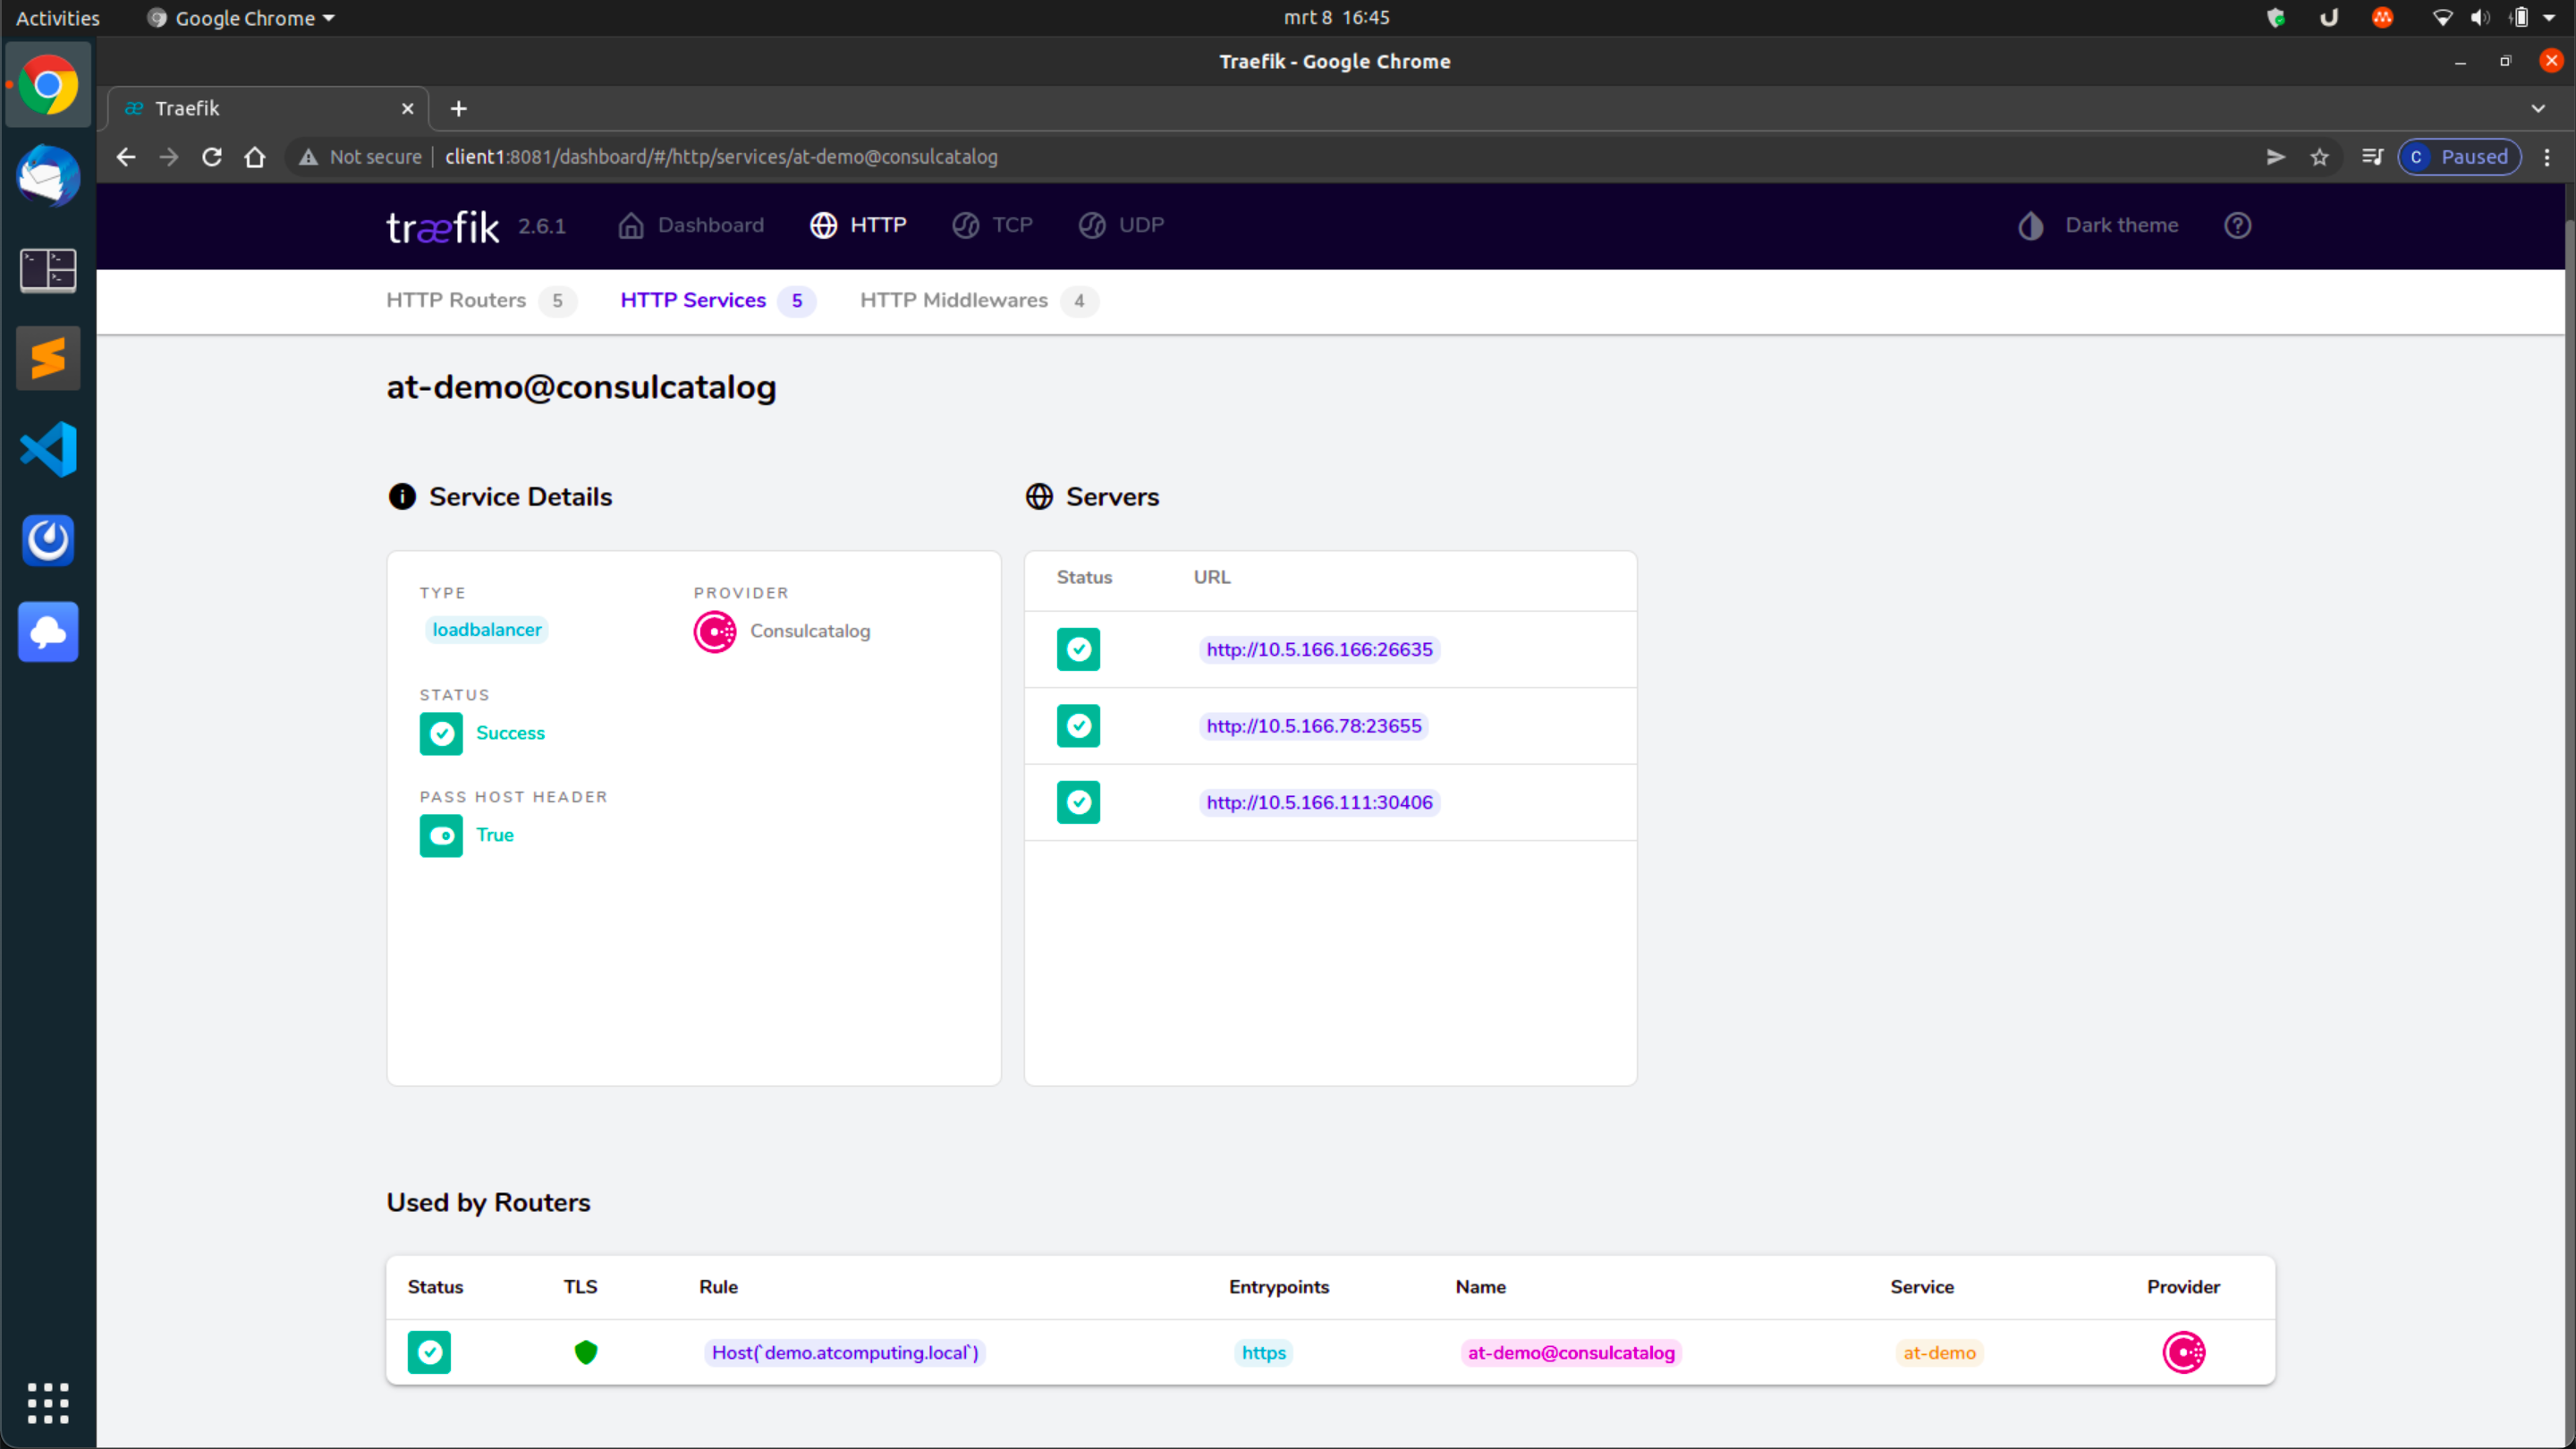 Activities Google Chrome mrt 8 16:45
Traefik - Google Chrome
Traefik
Not secure client1:8081/dashboard/#/http/services/at-demo@consulcatalog C Paused
træfik 2.6.1 Dashboard HTTP TCP UDP Dark theme
HTTP Routers 5 HTTP Services 5 HTTP Middlewares 4
at-demo@consulcatalog
Service Details
Servers
TYPE PROVIDER
loadbalancer Consulcatalog
STATUS
Success
PASS HOST HEADER
True
Status URL
http://10.5.166.166:26635
http://10.5.166.78:23655
http://10.5.166.111:30406
Used by Routers
Status TLS Rule Entrypoints Name Service Provider
Host(`demo.atcomputing.local`) https at-demo@consulcatalog at-demo